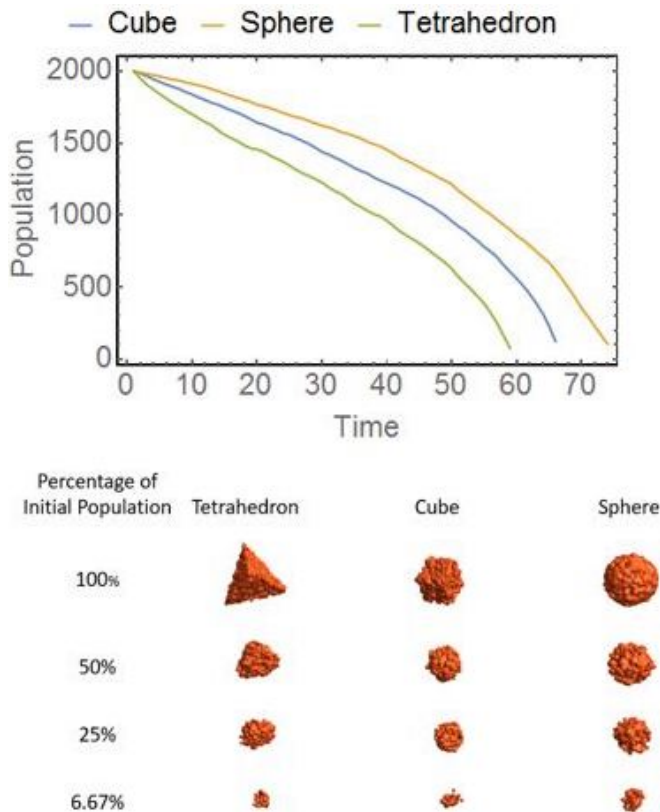 Cube Sphere Tetrahedron
2000
1500
1000
500
0
Population
0 10 20 30 40 50 60 70
Time
Percentage of
Initial Population Tetrahedron Cube Sphere
100%
50%
25%
6.67%